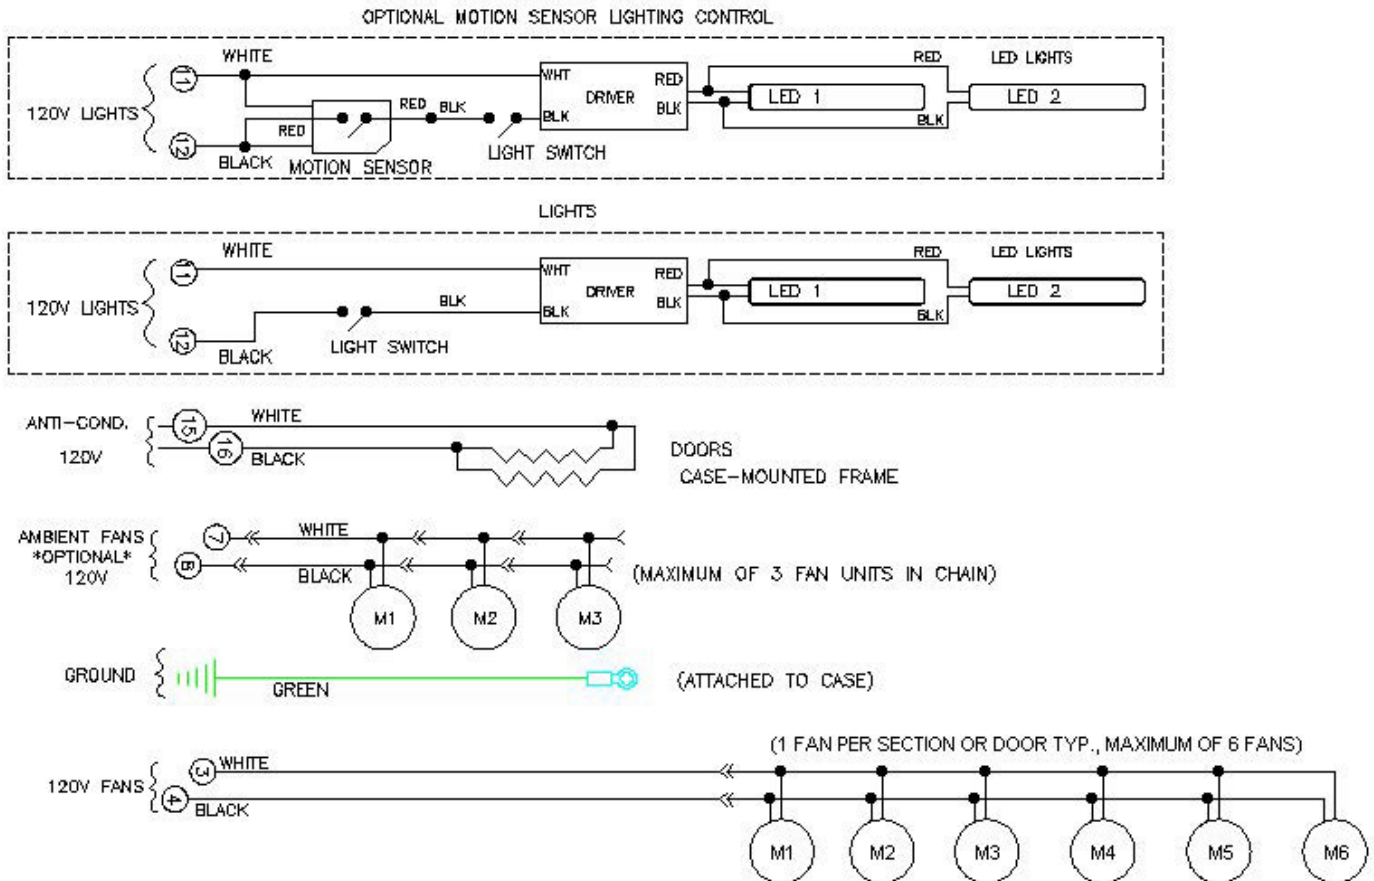 OPTIONAL MOTION SENSOR LIGHTING CONTROL
WHITE
RED
LED LIGHTS
11
WHT
RED
120V LIGHTS
RED
BLK
DRIVER
LED 1
LED 2
BLK
RED
BLK
BLK
12
BLACK
MOTION SENSOR
LIGHT SWITCH
LIGHTS
WHITE
RED
LED LIGHTS
11
WHT
RED
120V LIGHTS
BLK
DRIVER
LED 1
LED 2
BLK
BLK
BLK
12
BLACK
LIGHT SWITCH
ANTI-COND.
15
WHITE
120V
16
BLACK
DOORS
CASE-MOUNTED FRAME
AMBIENT FANS
*OPTIONAL*
120V
7
WHITE
8
BLACK
(MAXIMUM OF 3 FAN UNITS IN CHAIN)
M1
M2
M3
GROUND
GREEN
(ATTACHED TO CASE)
(1 FAN PER SECTION OR DOOR TYP., MAXIMUM OF 6 FANS)
120V FANS
3
WHITE
4
BLACK
M1
M2
M3
M4
M5
M6